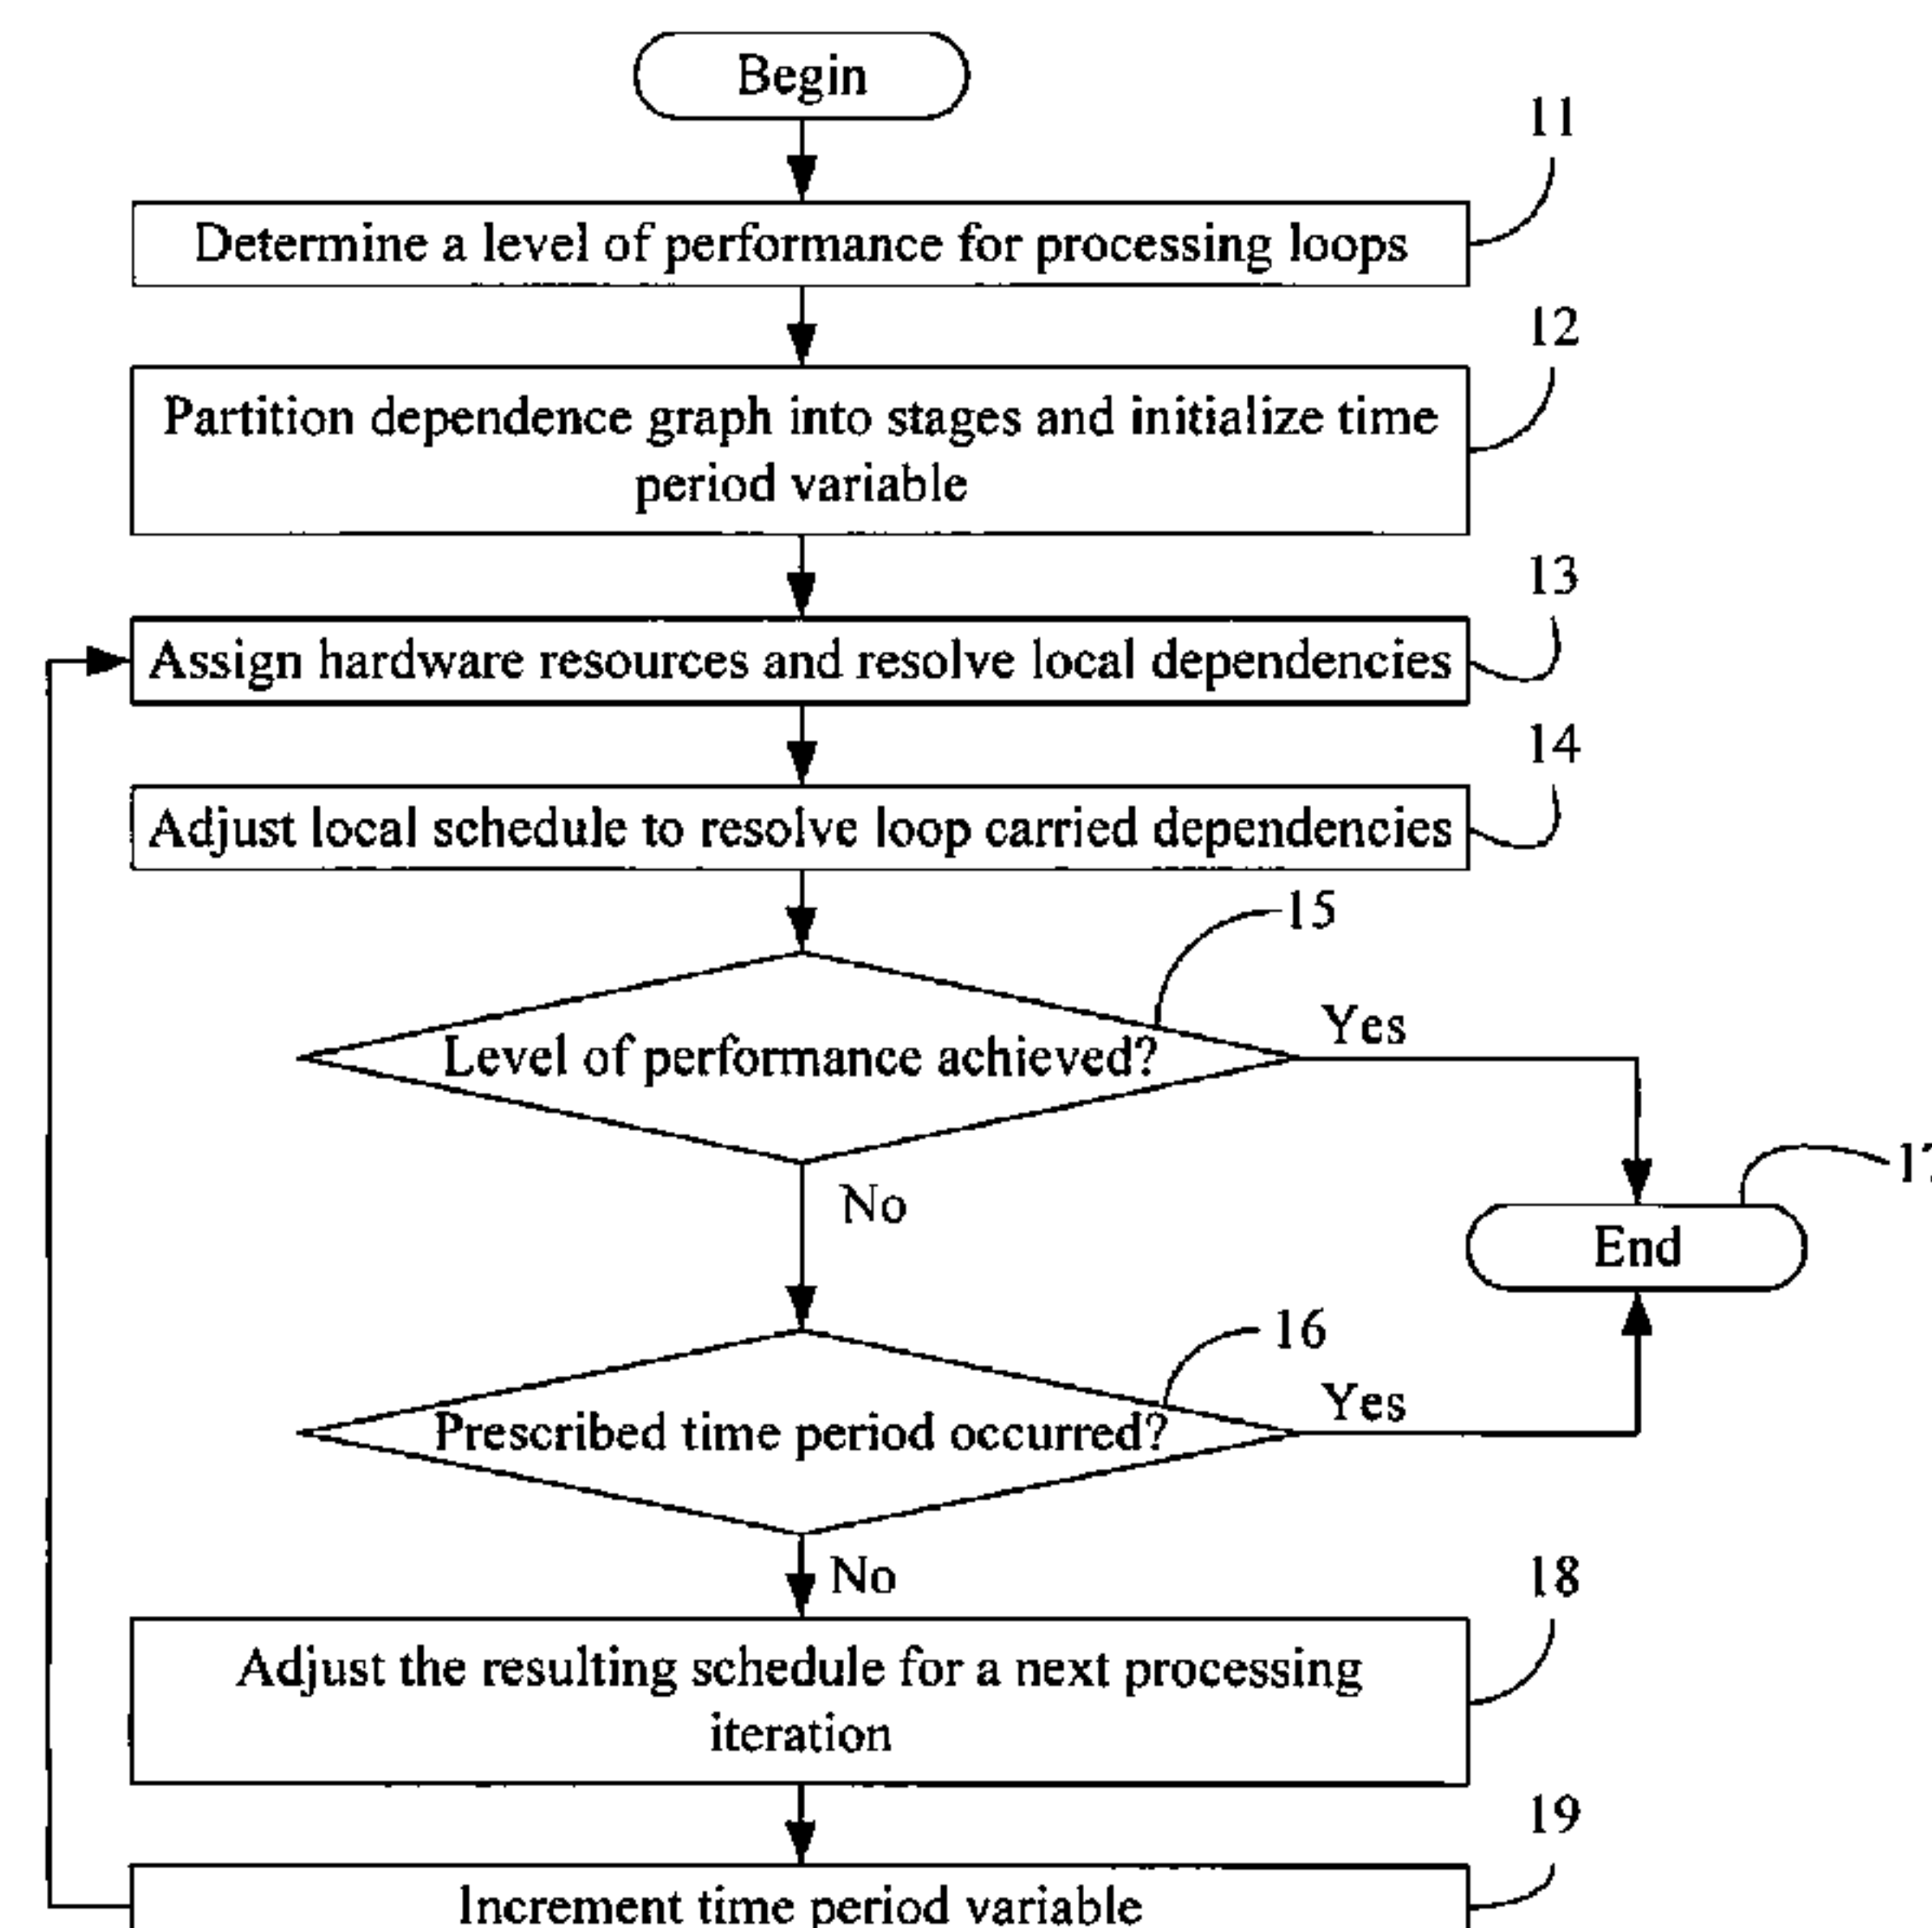 Begin
11
Determine a level of performance for processing loops
12
Partition dependence graph into stages and initialize time
period variable
13
Assign hardware resources and resolve local dependencies
14
Adjust local schedule to resolve loop carried dependencies
15
Level of performance achieved?
Yes
No
End
16
Prescribed time period occurred?
Yes
No
18
Adjust the resulting schedule for a next processing
iteration
19
Increment time period variable